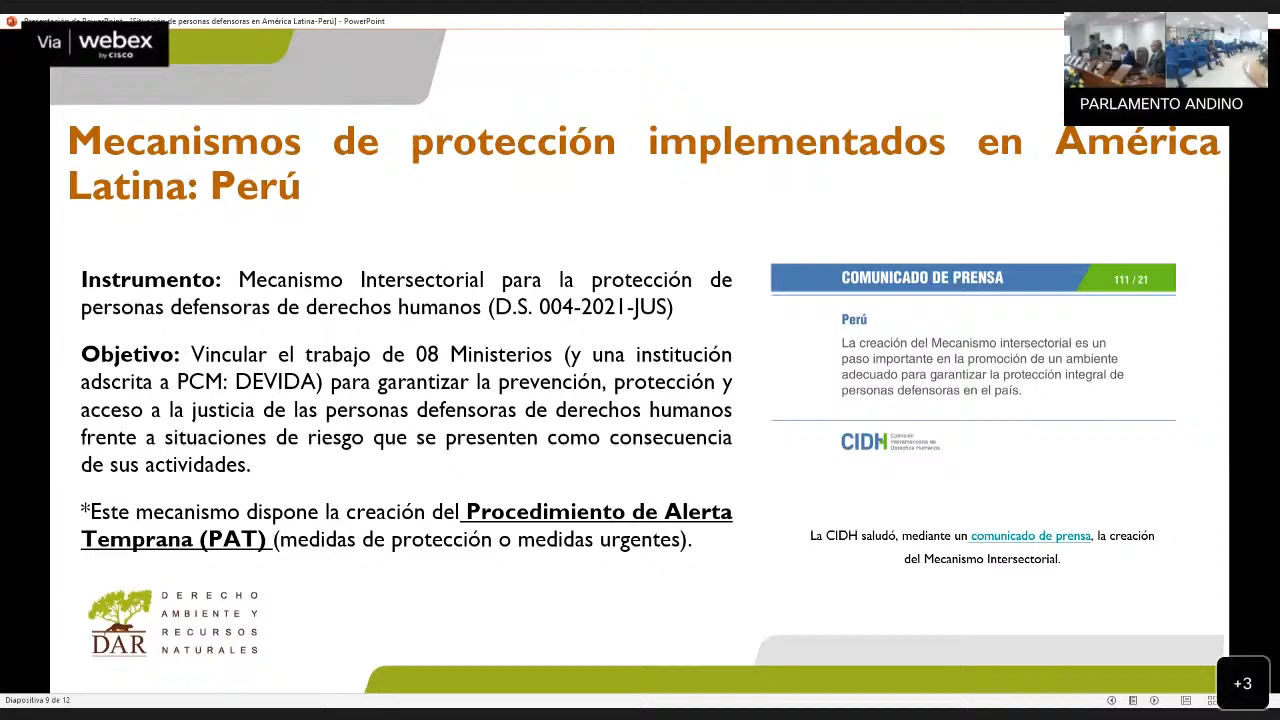 Presentación de PowerPoint - [Situación de personas defensoras en América Latina-Perú] - PowerPoint
Via webex
by CISCO
PARLAMENTO ANDINO
Mecanismos de protección implementados en América
Latina: Perú
Instrumento: Mecanismo Intersectorial para la protección de
personas defensoras de derechos humanos (D.S. 004-2021-JUS)
Objetivo: Vincular el trabajo de 08 Ministerios (y una institución
adscrita a PCM: DEVIDA) para garantizar la prevención, protección y
acceso a la justicia de las personas defensoras de derechos humanos
frente a situaciones de riesgo que se presenten como consecuencia
de sus actividades.
*Este mecanismo dispone la creación del Procedimiento de Alerta
Temprana (PAT) (medidas de protección o medidas urgentes).
COMUNICADO DE PRENSA 111 / 21
Perú
La creación del Mecanismo intersectorial es un
paso importante en la promoción de un ambiente
adecuado para garantizar la protección integral de
personas defensoras en el país.
CIDH Comisión
Interamericana de
Derechos Humanos
La CIDH saludó, mediante un comunicado de prensa, la creación
del Mecanismo Intersectorial.
DERECHO
AMBIENTE Y
RECURSOS
NATURALES
DAR
+3
Diapositiva 9 de 12